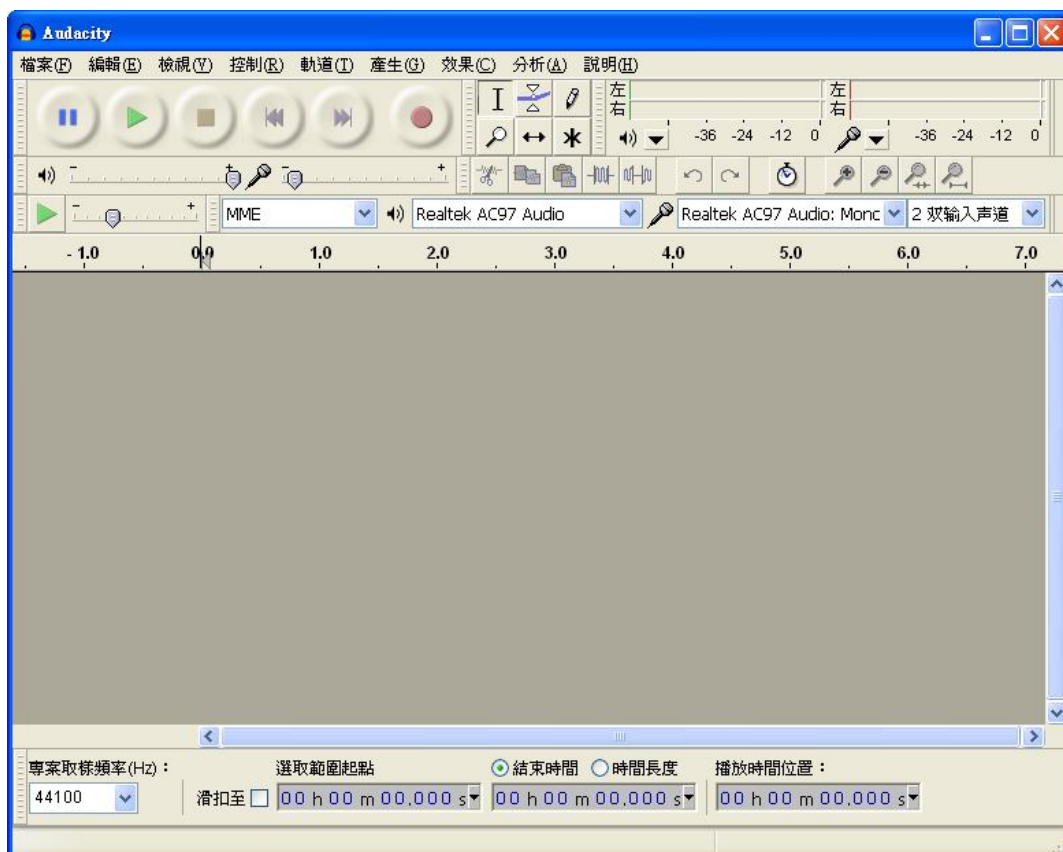 Audacity
檔案(F) 編輯(E) 檢視(V) 控制(R) 軌道(T) 產生(G) 效果(C) 分析(A) 說明(H)
左 左
右 右
-36 -24 -12 0 -36 -24 -12 0
MME Realtek AC97 Audio Realtek AC97 Audio: Mono 2 双输入声道
- 1.0 0.0 1.0 2.0 3.0 4.0 5.0 6.0 7.0
專案取樣頻率(Hz)： 選取範圍起點 結束時間 時間長度 播放時間位置：
44100 滑扣至 00 h 00 m 00.000 s 00 h 00 m 00.000 s 00 h 00 m 00.000 s